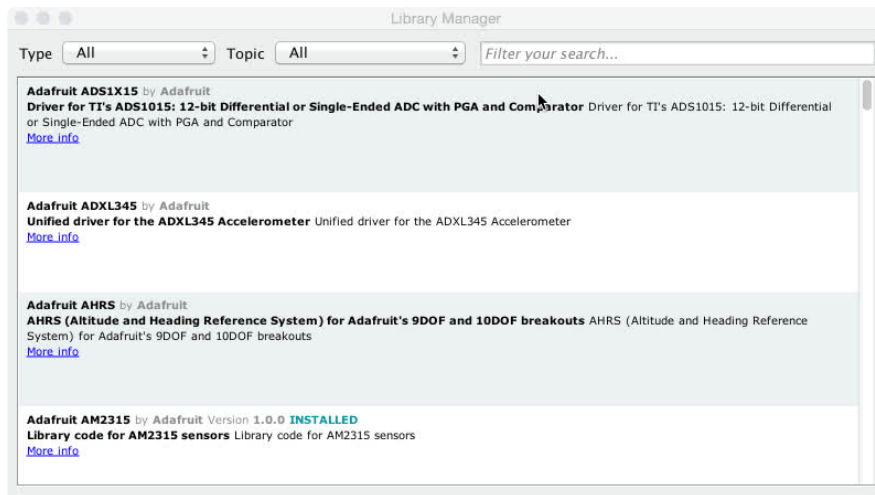 Library Manager
Type All Topic All Filter your search...
Adafruit ADS1X15 by Adafruit
Driver for TI's ADS1015: 12-bit Differential or Single-Ended ADC with PGA and Comparator Driver for TI's ADS1015: 12-bit Differential
or Single-Ended ADC with PGA and Comparator
More info
Adafruit ADXL345 by Adafruit
Unified driver for the ADXL345 Accelerometer Unified driver for the ADXL345 Accelerometer
More info
Adafruit AHRS by Adafruit
AHRS (Altitude and Heading Reference System) for Adafruit's 9DOF and 10DOF breakouts AHRS (Altitude and Heading Reference
System) for Adafruit's 9DOF and 10DOF breakouts
More info
Adafruit AM2315 by Adafruit Version 1.0.0 INSTALLED
Library code for AM2315 sensors Library code for AM2315 sensors
More info